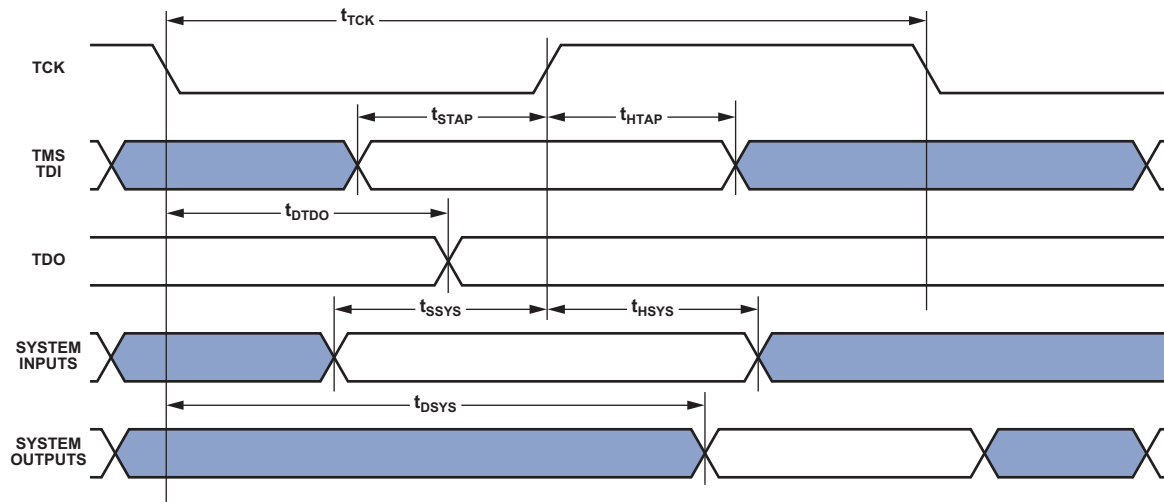 tTCK
TCK
tSTAP
tHTAP
TMS
TDI
tDTDO
TDO
tSSYS
tHSYS
SYSTEM
INPUTS
tDSYS
SYSTEM
OUTPUTS